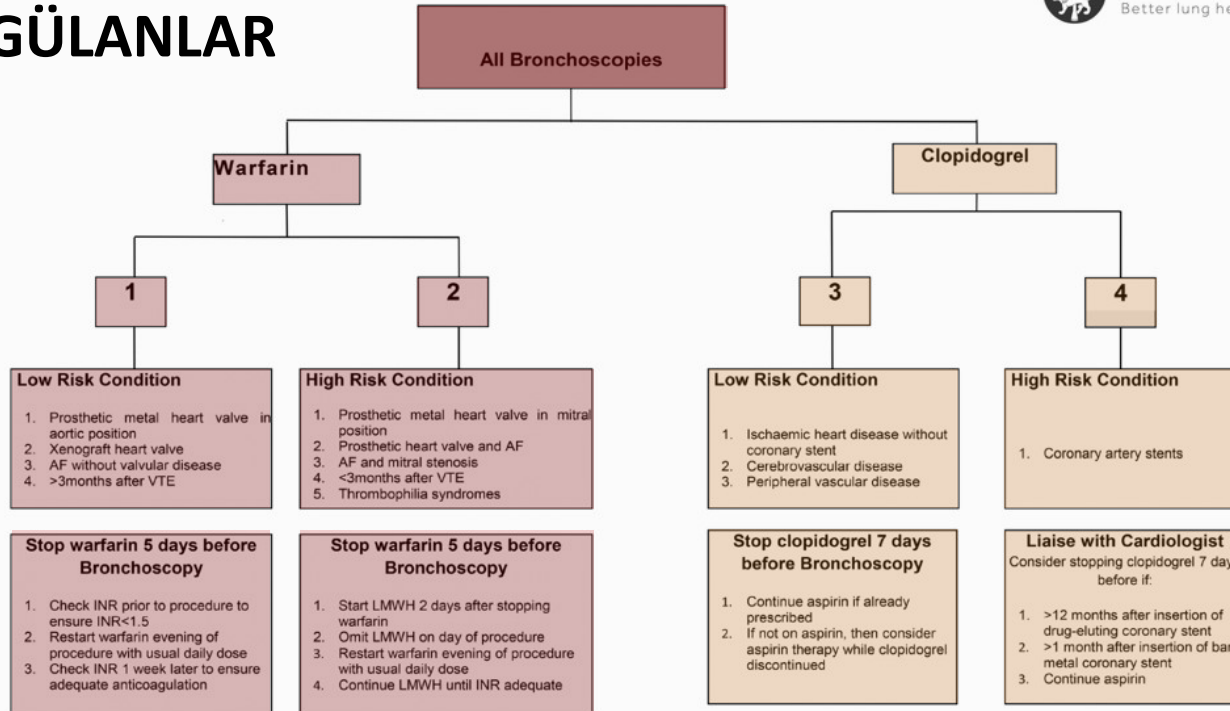 GÜLANLAR
Better lung he
All Bronchoscopies
Warfarin
Clopidogrel
1
2
3
4
Low Risk Condition
1. Prosthetic metal heart valve in
aortic position
2. Xenograft heart valve
3. AF without valvular disease
4. >3months after VTE
High Risk Condition
1. Prosthetic metal heart valve in mitral
position
2. Prosthetic heart valve and AF
3. AF and mitral stenosis
4. <3months after VTE
5. Thrombophilia syndromes
Low Risk Condition
1. Ischaemic heart disease without
coronary stent
2. Cerebrovascular disease
3. Peripheral vascular disease
High Risk Condition
1. Coronary artery stents
Stop warfarin 5 days before
Bronchoscopy
1. Check INR prior to procedure to
ensure INR<1.5
2. Restart warfarin evening of
procedure with usual daily dose
3. Check INR 1 week later to ensure
adequate anticoagulation
Stop warfarin 5 days before
Bronchoscopy
1. Start LMWH 2 days after stopping
warfarin
2. Omit LMWH on day of procedure
3. Restart warfarin evening of procedure
with usual daily dose
4. Continue LMWH until INR adequate
Stop clopidogrel 7 days
before Bronchoscopy
1. Continue aspirin if already
prescribed
2. If not on aspirin, then consider
aspirin therapy while clopidogrel
discontinued
Liaise with Cardiologist
Consider stopping clopidogrel 7 day
before if:
1. >12 months after insertion of
drug-eluting coronary stent
2. >1 month after insertion of bar
metal coronary stent
3. Continue aspirin